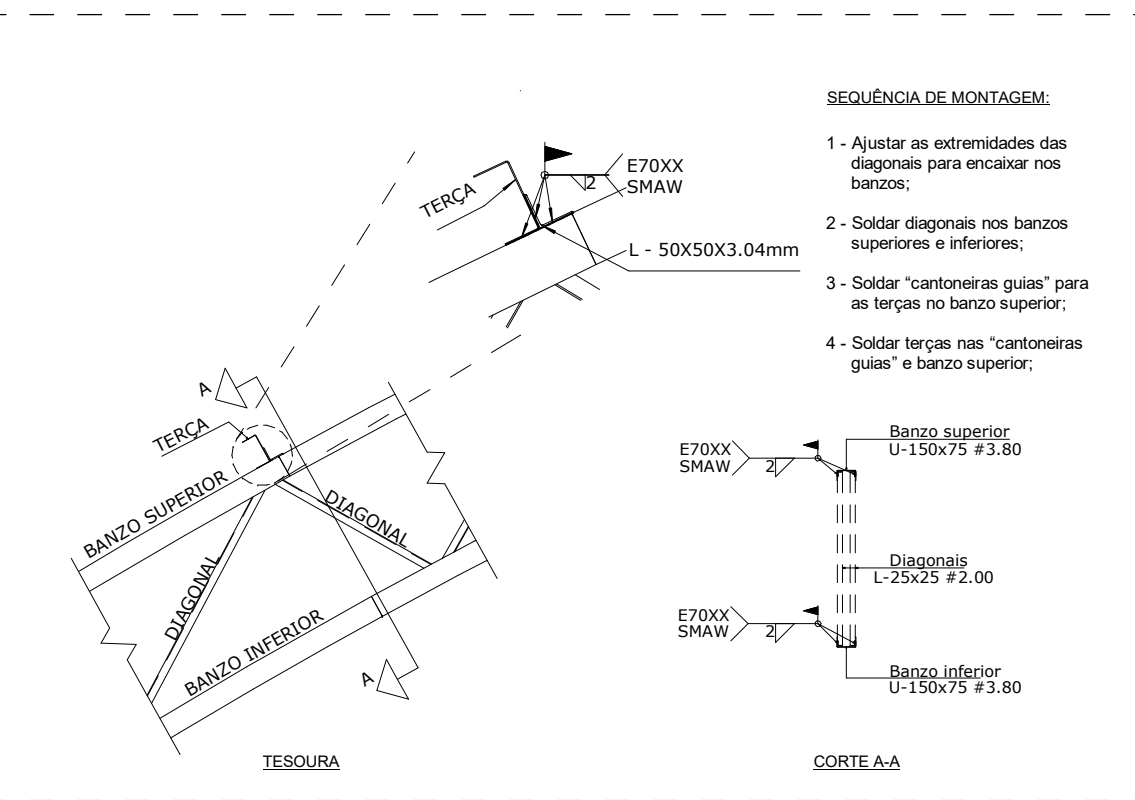 SEQUÊNCIA DE MONTAGEM:
1 - Ajustar as extremidades das
diagonais para encaixar nos
banzos;
2 - Soldar diagonais nos banzos
superiores e inferiores;
3 - Soldar “cantoneiras guias” para
as terças no banzo superior;
4 - Soldar terças nas “cantoneiras
guias” e banzo superior;
TERÇA
2
E70XX
SMAW
L - 50X50X3.04mm
A
TERÇA
BANZO SUPERIOR
DIAGONAL
DIAGONAL
BANZO INFERIOR
A
TESOURA
E70XX
SMAW
2
Banzo superior
U-150x75 #3.80
Diagonais
L-25x25 #2.00
E70XX
SMAW
2
Banzo inferior
U-150x75 #3.80
CORTE A-A